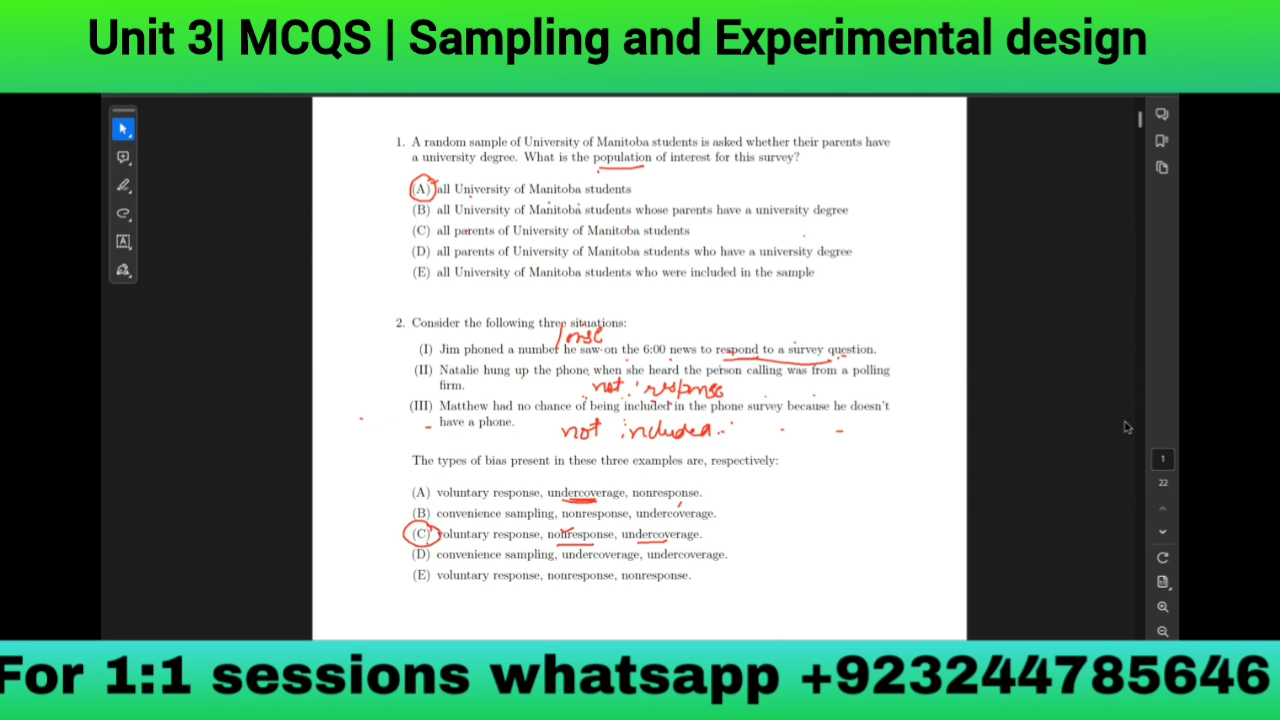 Unit 3| MCQS | Sampling and Experimental design
1. A random sample of University of Manitoba students is asked whether their parents have
a university degree. What is the population of interest for this survey?
(A) all University of Manitoba students
(B) all University of Manitoba students whose parents have a university degree
(C) all parents of University of Manitoba students
(D) all parents of University of Manitoba students who have a university degree
(E) all University of Manitoba students who were included in the sample
2. Consider the following three situations:
(I) Jim phoned a number he saw on the 6:00 news to respond to a survey question.
(II) Natalie hung up the phone when she heard the person calling was from a polling
firm.
not response
(III) Matthew had no chance of being included in the phone survey because he doesn't
have a phone.
not included..
The types of bias present in these three examples are, respectively:
(A) voluntary response, undercoverage, nonresponse.
(B) convenience sampling, nonresponse, undercoverage.
(C) voluntary response, nonresponse, undercoverage.
(D) convenience sampling, undercoverage, undercoverage.
(E) voluntary response, nonresponse, nonresponse.
1
22
For 1:1 sessions whatsapp +923244785646